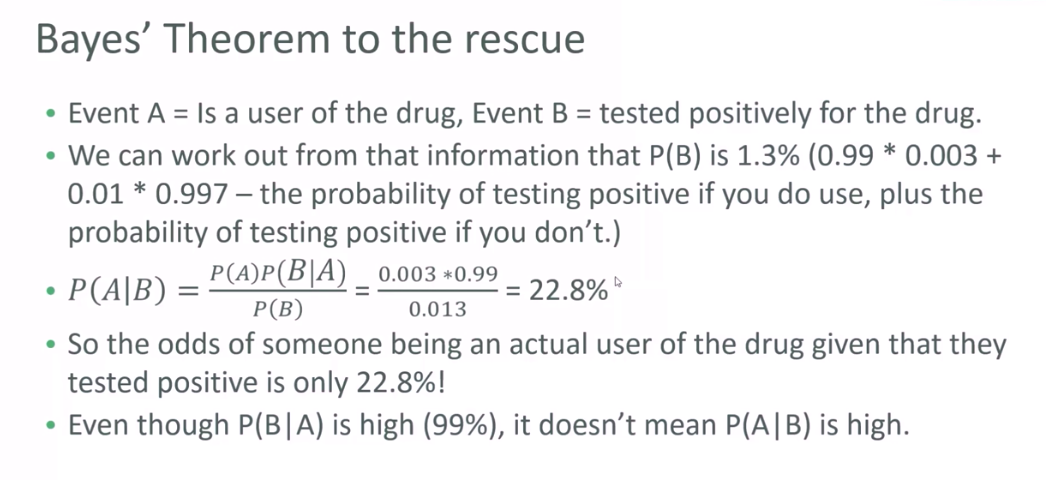 Bayes’ Theorem to the rescue
• Event A = Is a user of the drug, Event B = tested positively for the drug.
• We can work out from that information that P(B) is 1.3% (0.99 * 0.003 +
0.01 * 0.997 – the probability of testing positive if you do use, plus the
probability of testing positive if you don’t.)
• P(A|B) = P(A)P(B|A) / P(B) = 0.003 *0.99 / 0.013 = 22.8%
• So the odds of someone being an actual user of the drug given that they
tested positive is only 22.8%!
• Even though P(B|A) is high (99%), it doesn’t mean P(A|B) is high.